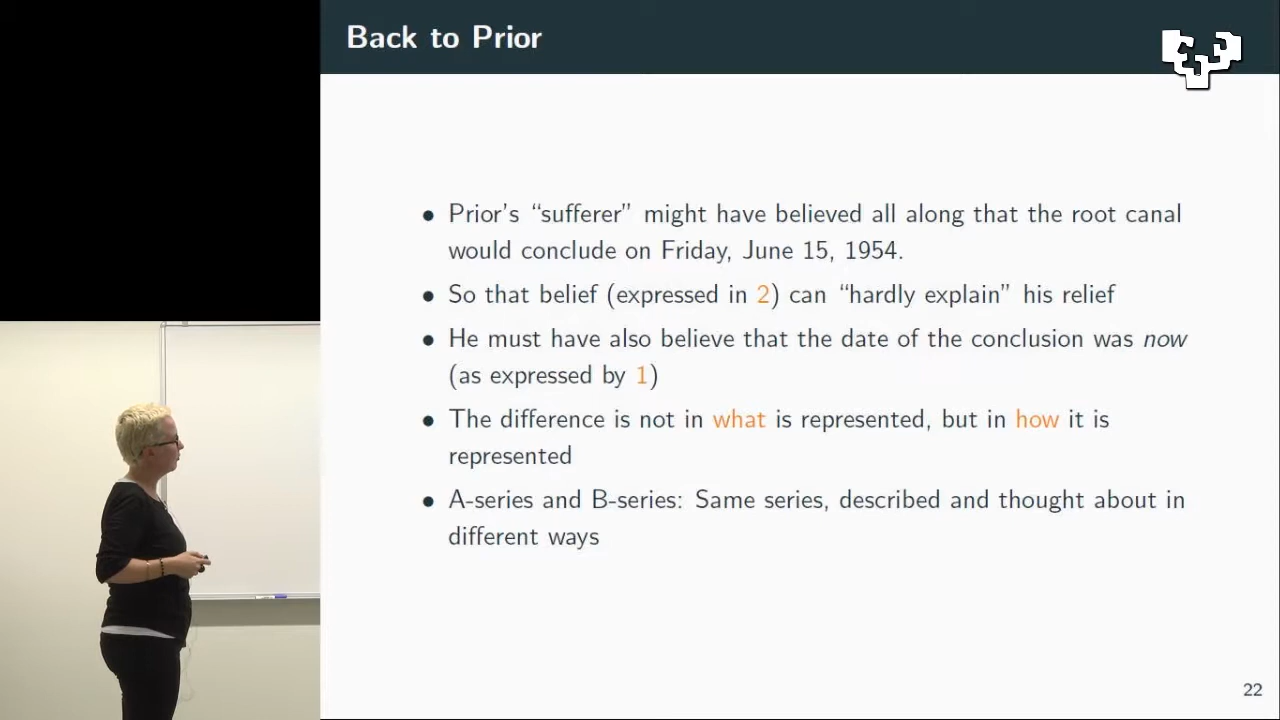 Back to Prior
• Prior's “sufferer” might have believed all along that the root canal
would conclude on Friday, June 15, 1954.
• So that belief (expressed in 2) can “hardly explain” his relief
• He must have also believe that the date of the conclusion was now
(as expressed by 1)
• The difference is not in what is represented, but in how it is
represented
• A-series and B-series: Same series, described and thought about in
different ways
22